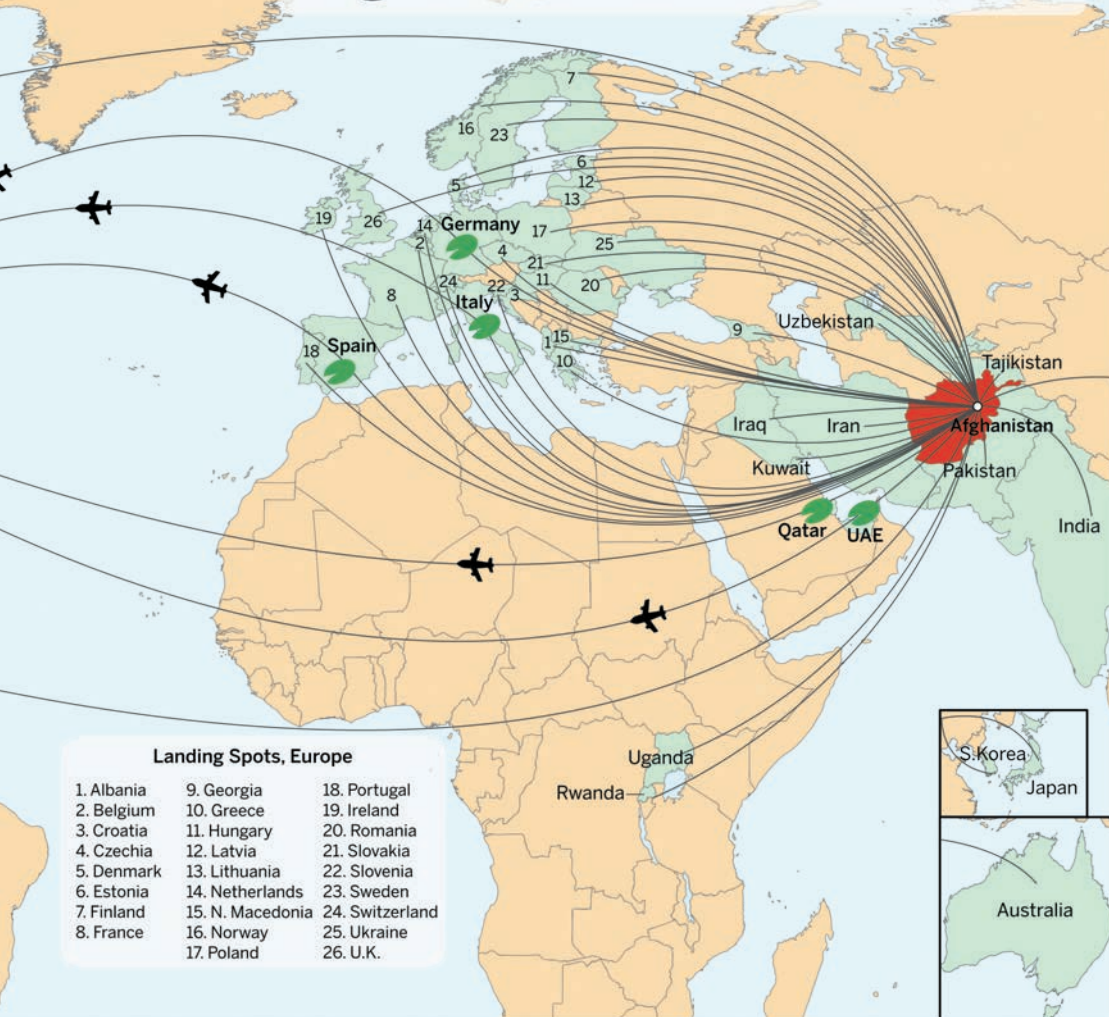 7
16
23
6
5
12
13
19
26
14
Germany
17
2
25
4
21
24
11
22
20
3
8
Italy
Uzbekistan
9
15
Spain
1
18
10
Tajikistan
Iraq
Iran
Afghanistan
Kuwait
Pakistan
Qatar
UAE
India
Uganda
Rwanda
S.Korea
Japan
Australia
Landing Spots, Europe
1. Albania
2. Belgium
3. Croatia
4. Czechia
5. Denmark
6. Estonia
7. Finland
8. France
9. Georgia
10. Greece
11. Hungary
12. Latvia
13. Lithuania
14. Netherlands
15. N. Macedonia
16. Norway
17. Poland
18. Portugal
19. Ireland
20. Romania
21. Slovakia
22. Slovenia
23. Sweden
24. Switzerland
25. Ukraine
26. U.K.